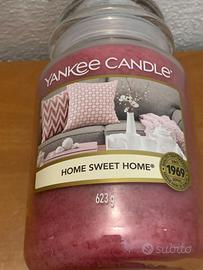 YANKEE CANDLE®
HOME SWEET HOME®
1969
623 g
subito